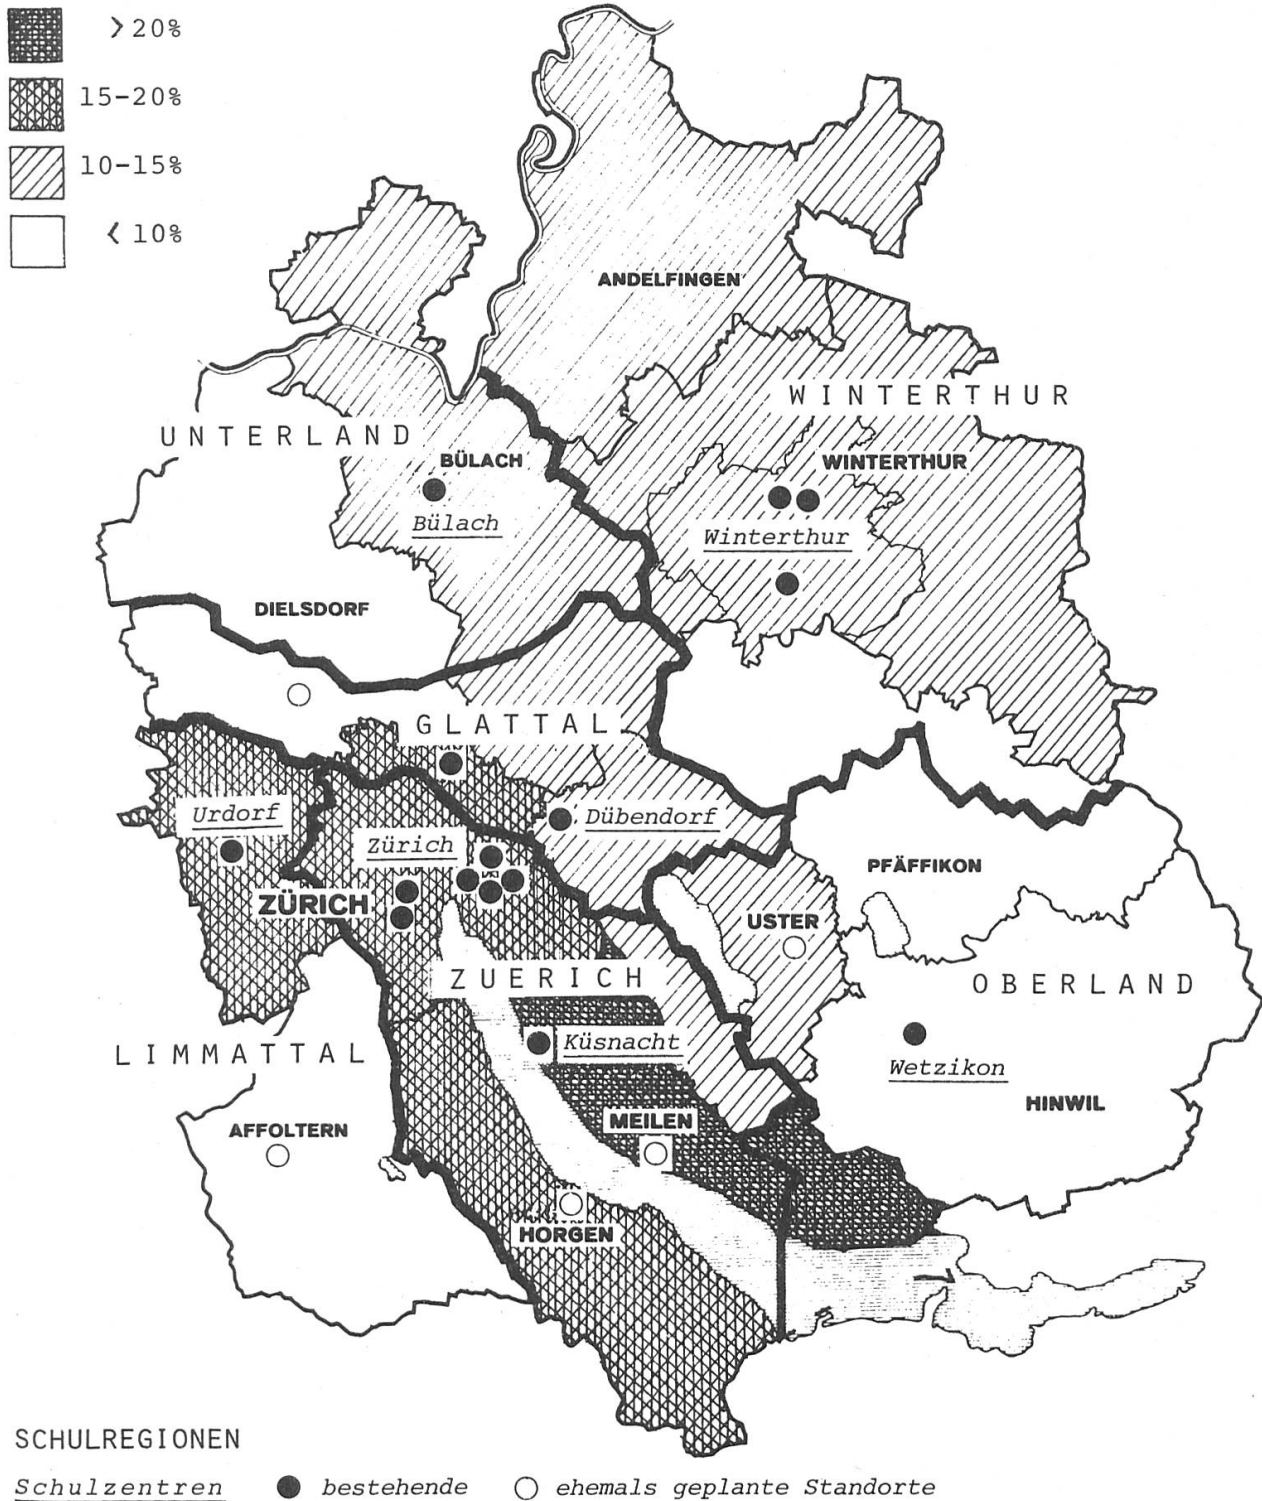 > 20%
15-20%
10-15%
< 10%
ANDELFINGEN
WINTERTHUR
UNTERLAND
BÜLACH
WINTERTHUR
Bülach
Winterthur
DIELSDORF
GLATTAL
Urdorf
Dübendorf
Zürich
PFÄFFIKON
ZÜRICH
USTER
ZUERICH
OBERLAND
Küsnacht
LIMMATTAL
Wetzikon
HINWIL
MEILEN
AFFOLTERN
HORGEN
SCHULREGIONEN
Schulzentren ● bestehende ○ ehemals geplante Standorte